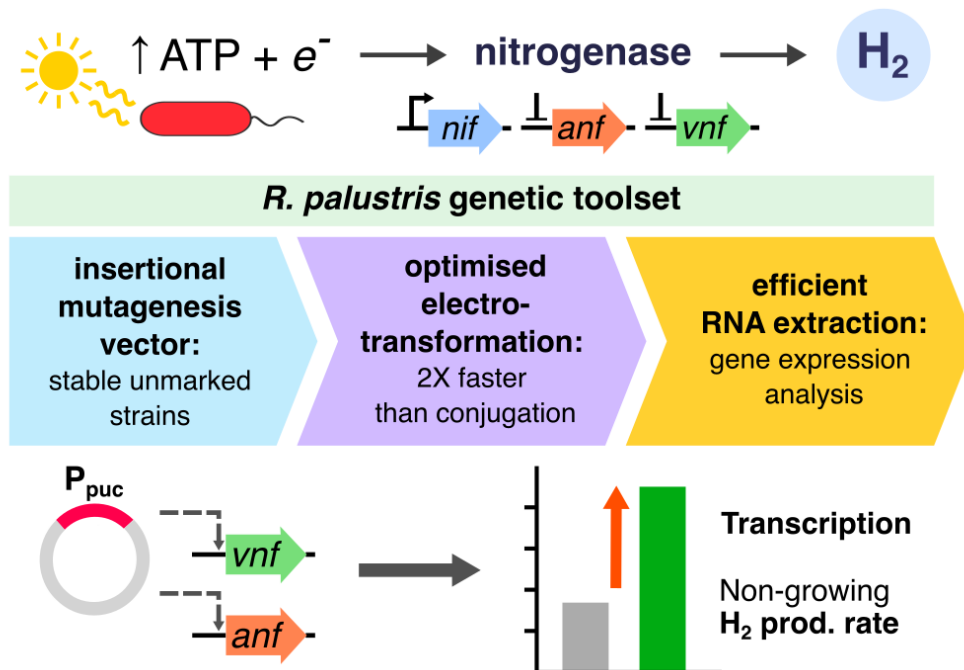 ↑ ATP + e⁻
nitrogenase
H₂
nif
anf
vnf
R. palustris genetic toolset
insertional
mutagenesis
vector:
stable unmarked
strains
optimised
electro-
transformation:
2X faster
than conjugation
efficient
RNA extraction:
gene expression
analysis
Ppuc
vnf
anf
Transcription
Non-growing
H₂ prod. rate